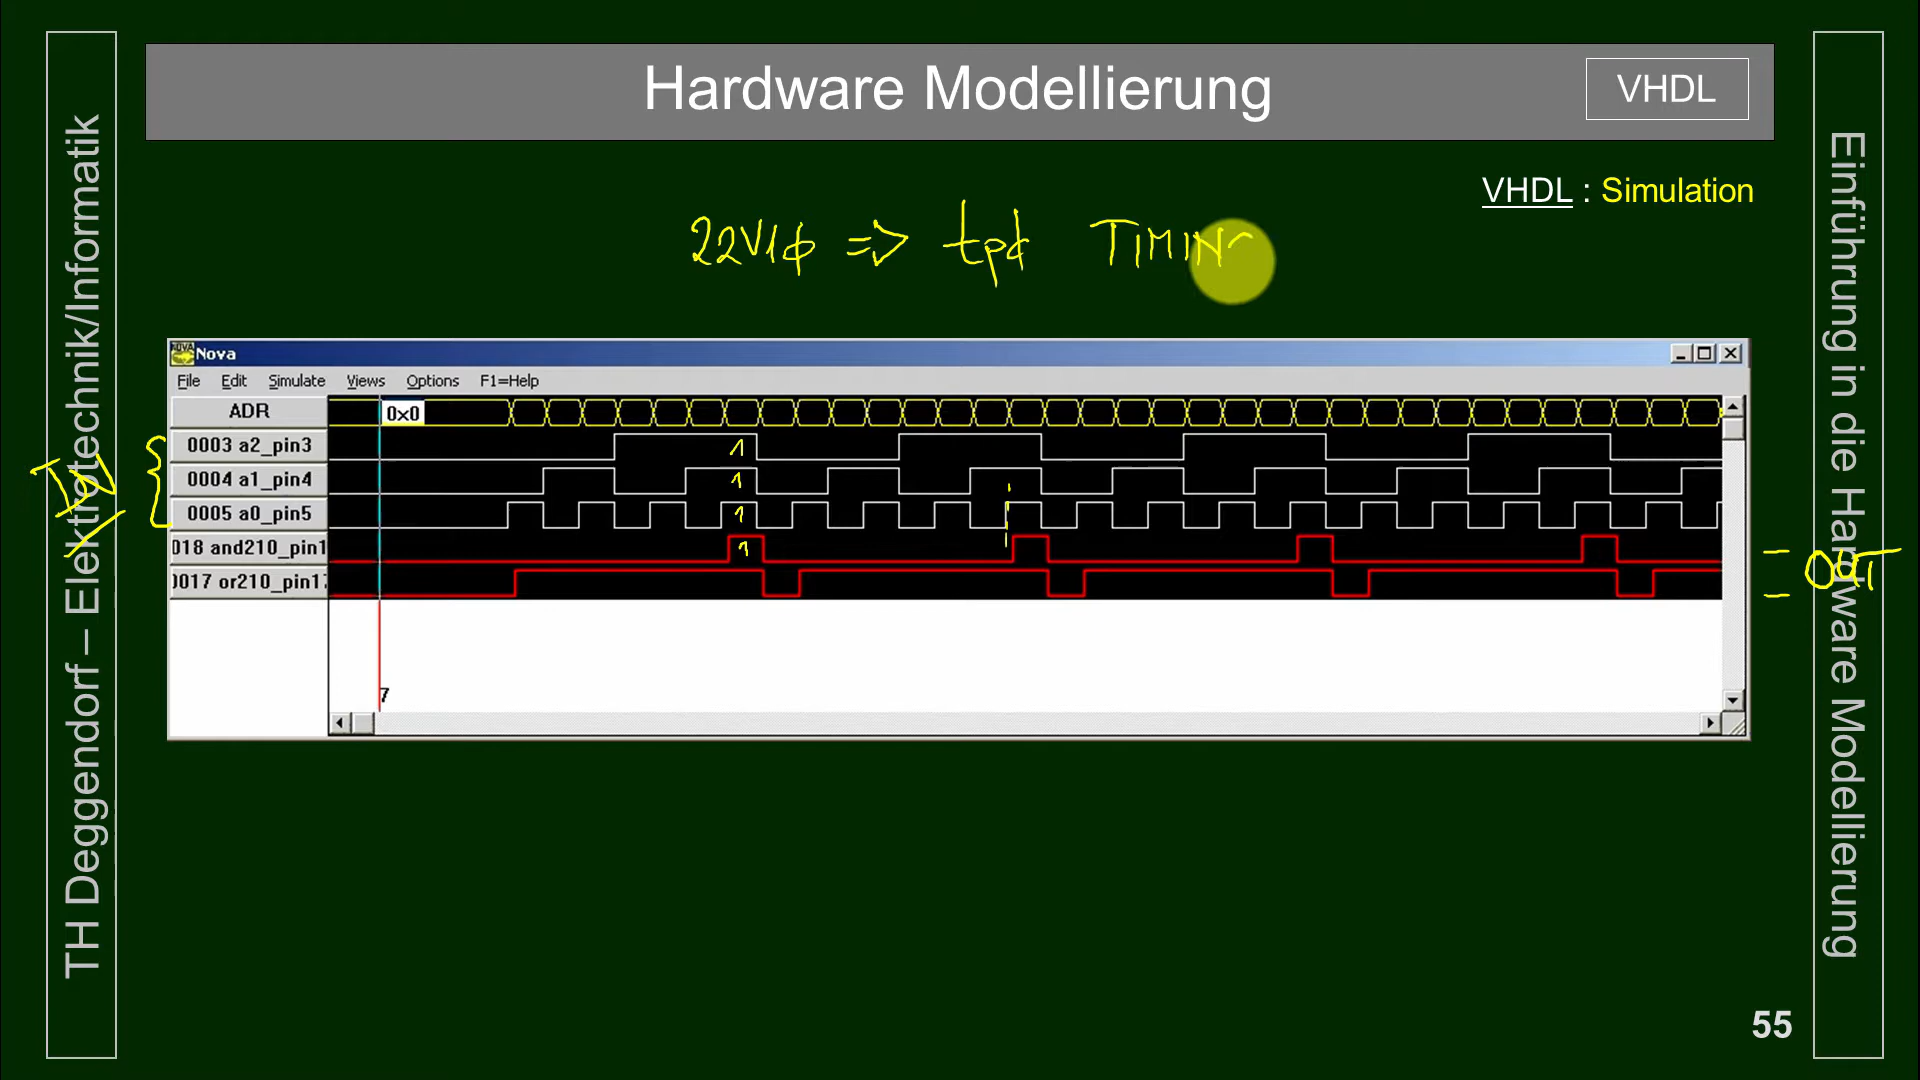 Hardware Modellierung
VHDL
TH Deggendorf – Elektrotechnik/Informatik
Einführung in die Hardware Modellierung
VHDL : Simulation
22V10 => tpd TIMIN
Nova
File Edit Simulate Views Options F1=Help
ADR
0x0
0003 a2_pin3
1
0004 a1_pin4
1
IN
0005 a0_pin5
1
018 and210_pin1
1
0017 or210_pin17
= OUT
7
55